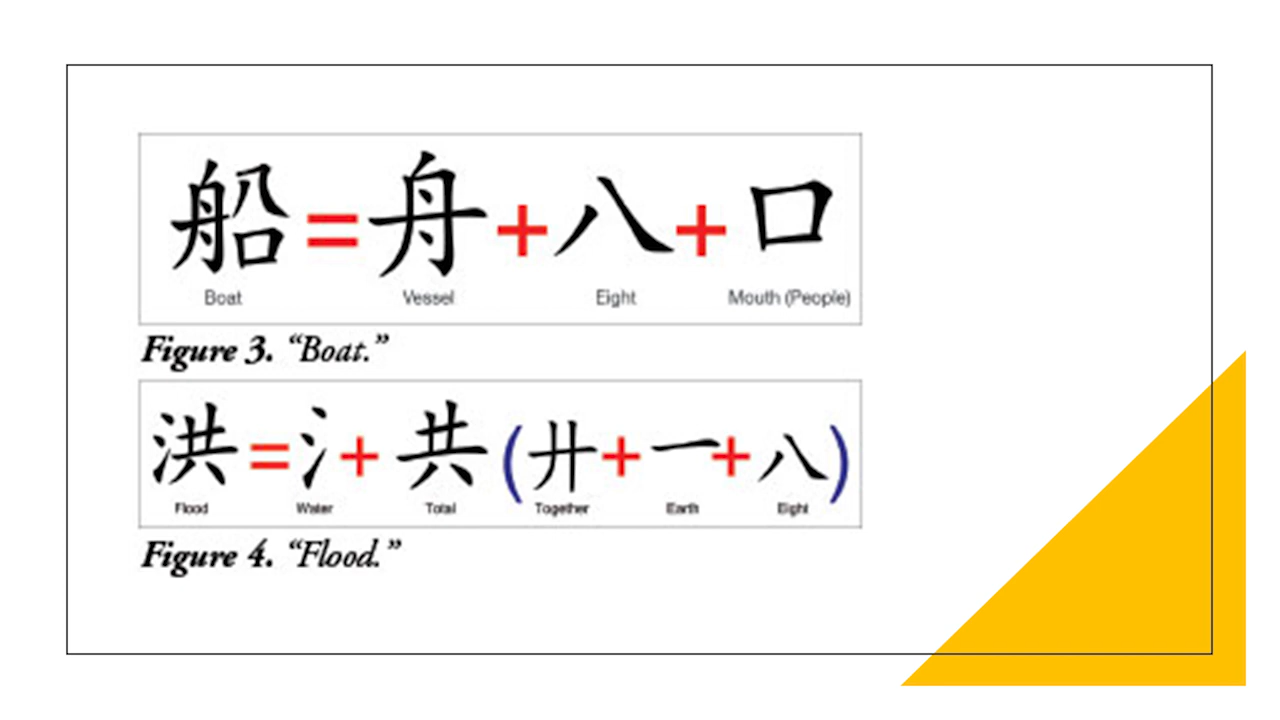 船=舟+八+口
Boat Vessel Eight Mouth (People)
Figure 3. “Boat.”
洪=氵+共(廾+一+八)
Flood Water Total Together Earth Eight
Figure 4. “Flood.”